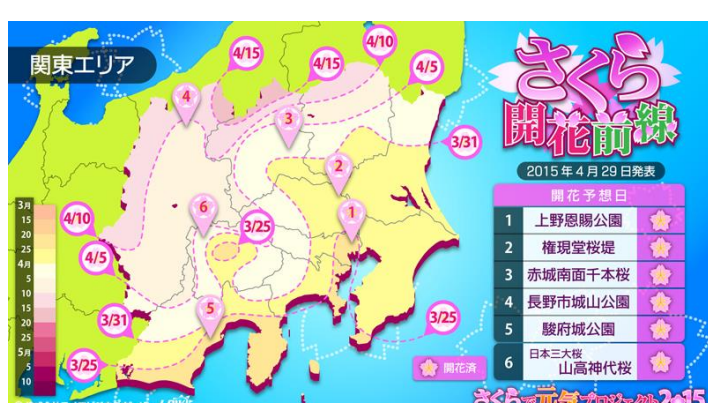 関東エリア
さくら
開花前線
2015年4月29日発表
開花予想日
1 上野恩賜公園
2 権現堂桜堤
3 赤城南面千本桜
4 長野市城山公園
5 駿府城公園
6 日本三大桜
山高神代桜
開花済
さくらで元気プロジェクト2015
4/15
4/15
4/10
4/5
3/31
4
3
2
1
6
3/25
5
4/10
4/5
3/31
3/25
3/25
3月
15
20
25
4月
5
10
15
20
25
5月
5
10